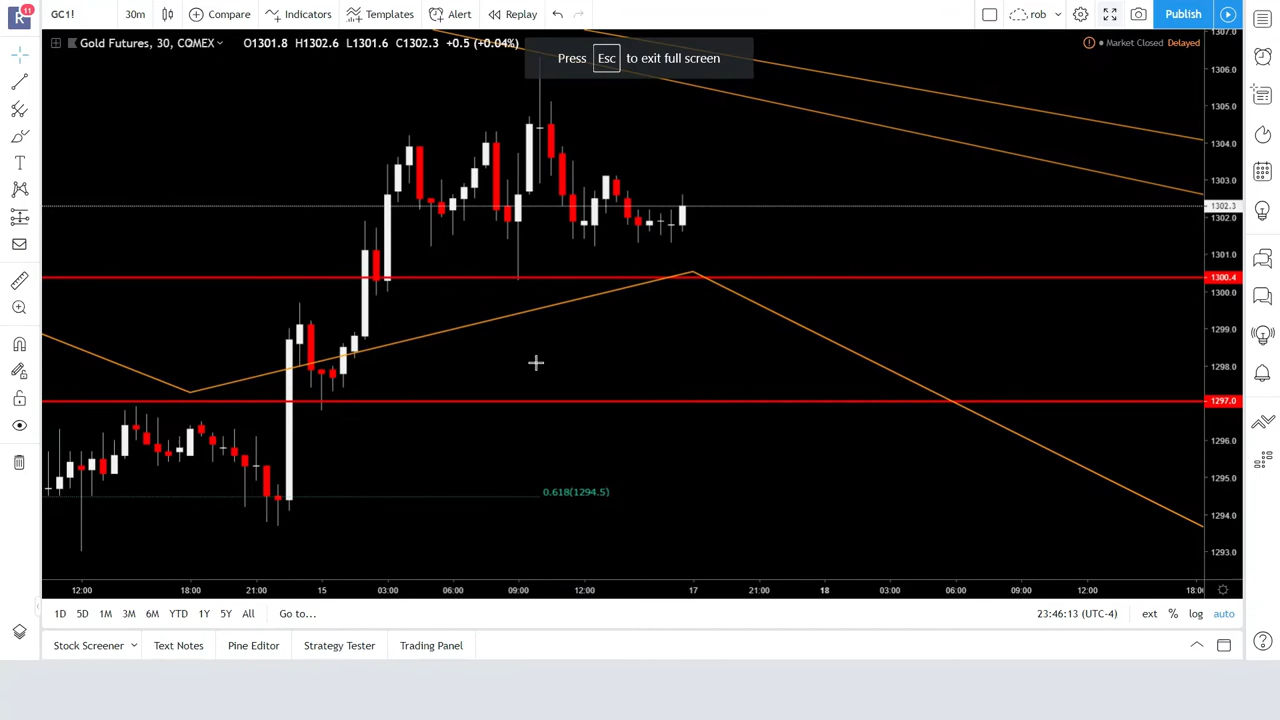 R 11 GC1! 30m Compare Indicators Templates Alert Replay rob Publish
Gold Futures, 30, CQMEX O1301.8 H1302.6 L1301.6 C1302.3 +0.5 (+0.04%)
Press Esc to exit full screen
Market Closed Delayed
1307.0
1306.0
1305.0
1304.0
1303.0
1302.3
1302.0
1301.0
1300.4
1300.0
1299.0
1298.0
1297.0
1296.0
1295.0
0.618(1294.5)
1294.0
1293.0
12:00 18:00 21:00 15 03:00 06:00 09:00 12:00 17 21:00 18 03:00 06:00 09:00 12:00 18:00
1D 5D 1M 3M 6M YTD 1Y 5Y All Go to... 23:46:13 (UTC-4) ext % log auto
Stock Screener Text Notes Pine Editor Strategy Tester Trading Panel